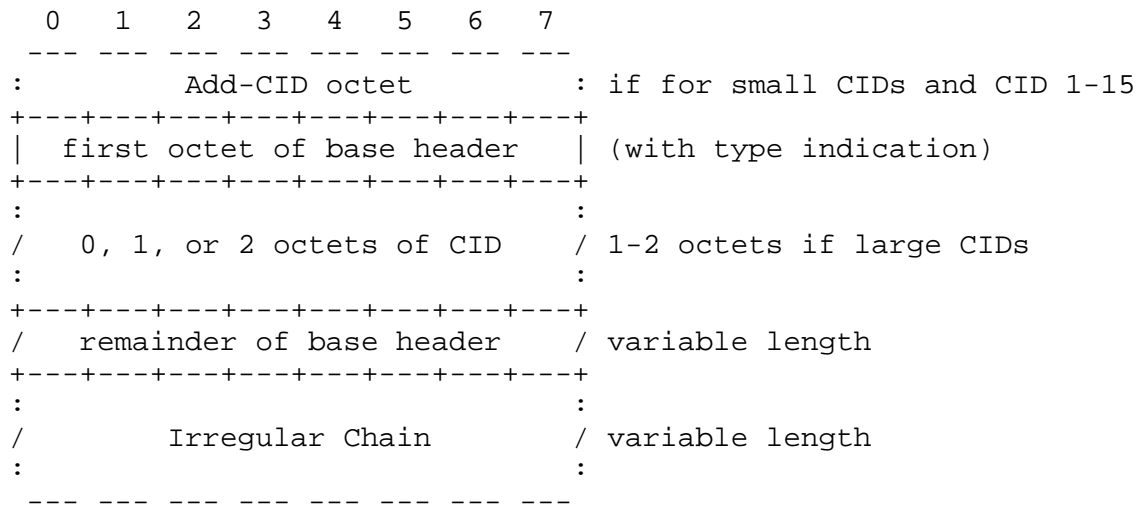 0   1   2   3   4   5   6   7
 --- --- --- --- --- --- --- ---
:         Add-CID octet         : if for small CIDs and CID 1-15
+---+---+---+---+---+---+---+---+
|  first octet of base header   | (with type indication)
+---+---+---+---+---+---+---+---+
:                               :
/   0, 1, or 2 octets of CID    / 1-2 octets if large CIDs
:                               :
+---+---+---+---+---+---+---+---+
/   remainder of base header    / variable length
+---+---+---+---+---+---+---+---+
:                               :
/        Irregular Chain        / variable length
:                               :
 --- --- --- --- --- --- --- ---